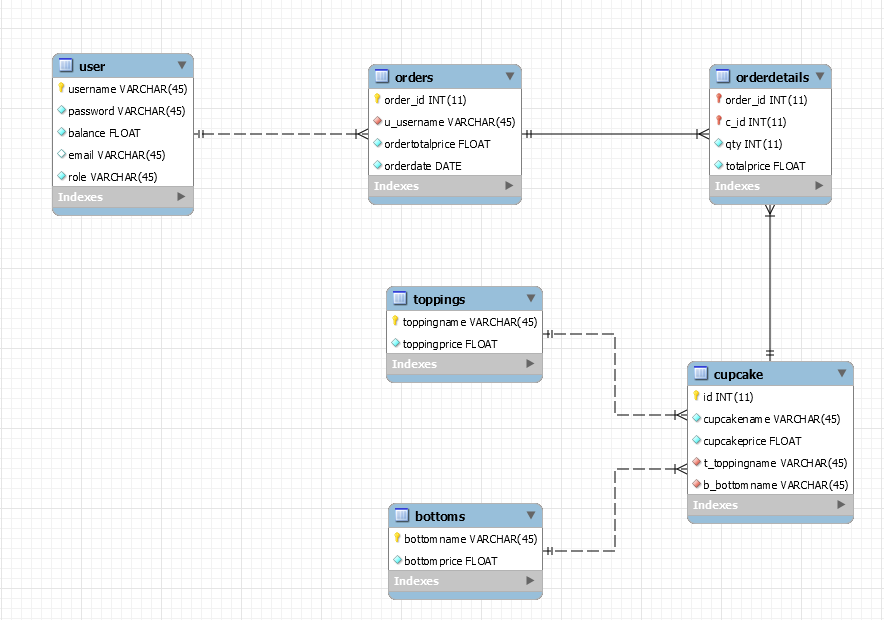 user
username VARCHAR(45)
password VARCHAR(45)
balance FLOAT
email VARCHAR(45)
role VARCHAR(45)
Indexes
orders
order_id INT(11)
u_username VARCHAR(45)
ordertotalprice FLOAT
orderdate DATE
Indexes
orderdetails
order_id INT(11)
c_id INT(11)
qty INT(11)
totalprice FLOAT
Indexes
toppings
toppingname VARCHAR(45)
toppingprice FLOAT
Indexes
cupcake
id INT(11)
cupcakename VARCHAR(45)
cupcakeprice FLOAT
t_toppingname VARCHAR(45)
b_bottomname VARCHAR(45)
Indexes
bottoms
bottomname VARCHAR(45)
bottomprice FLOAT
Indexes